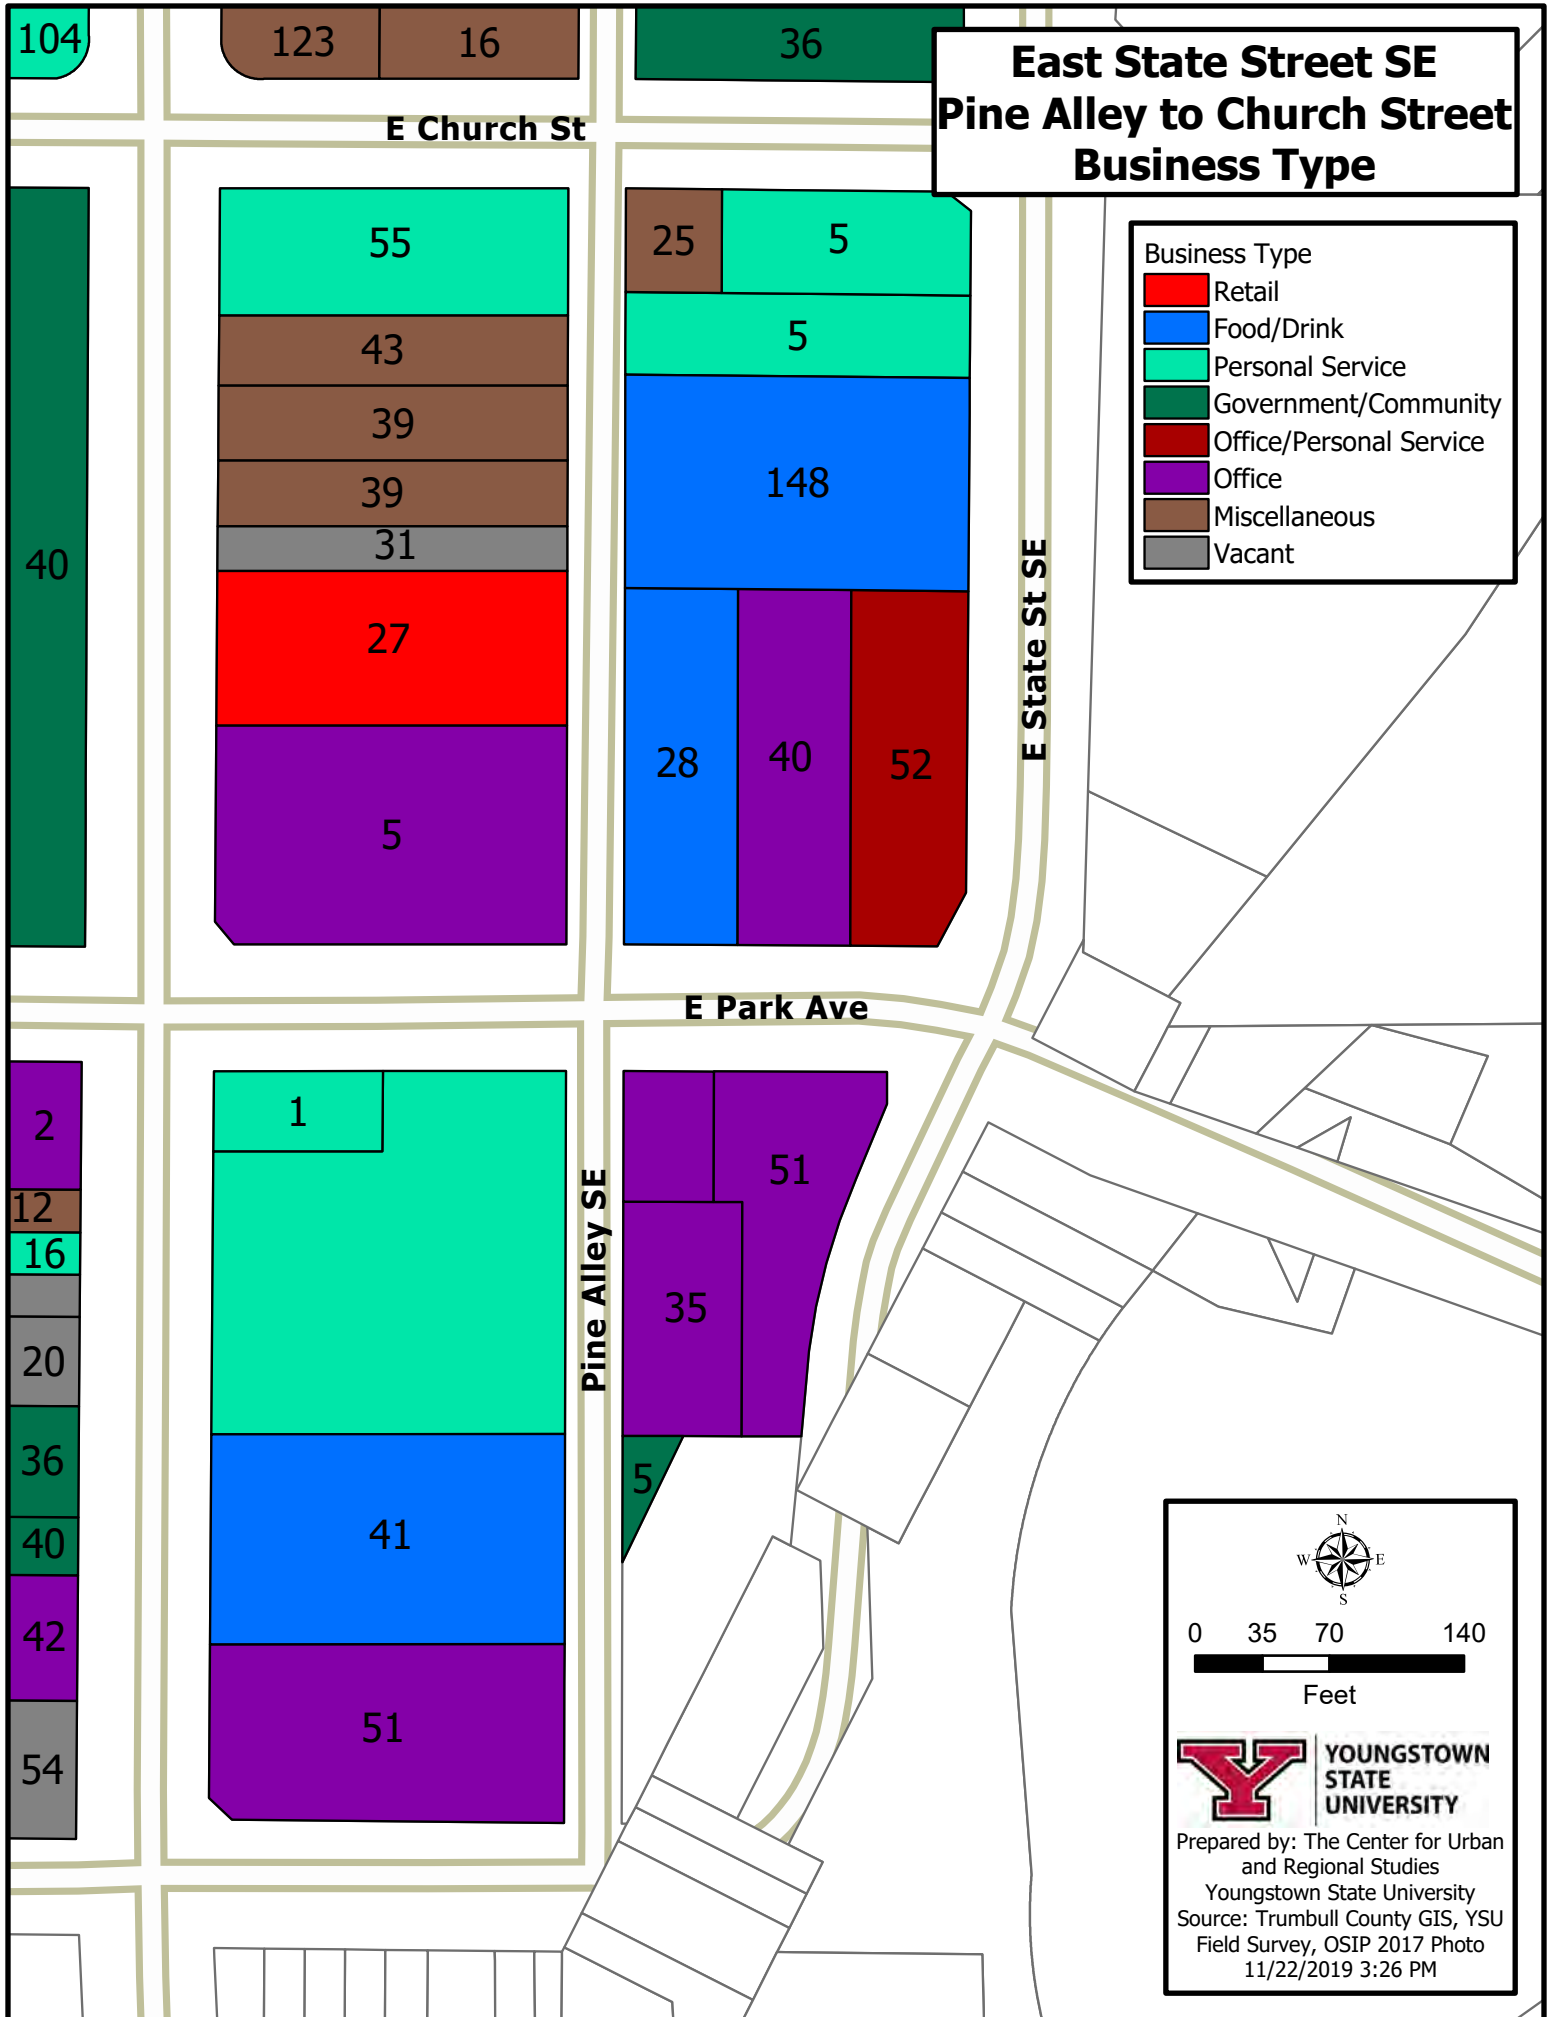 104
123
16
36
East State Street SE
Pine Alley to Church Street
Business Type
E Church St
55
25
5
Business Type
Retail
Food/Drink
Personal Service
Government/Community
Office/Personal Service
Office
Miscellaneous
Vacant
43
5
39
148
39
31
40
27
E State St SE
28
40
52
5
E Park Ave
1
2
51
12
16
Pine Alley SE
35
20
36
5
40
41
42
51
54
N
W
E
S
0 35 70 140
Feet
Y
YOUNGSTOWN
STATE
UNIVERSITY
Prepared by: The Center for Urban
and Regional Studies
Youngstown State University
Source: Trumbull County GIS, YSU
Field Survey, OSIP 2017 Photo
11/22/2019 3:26 PM